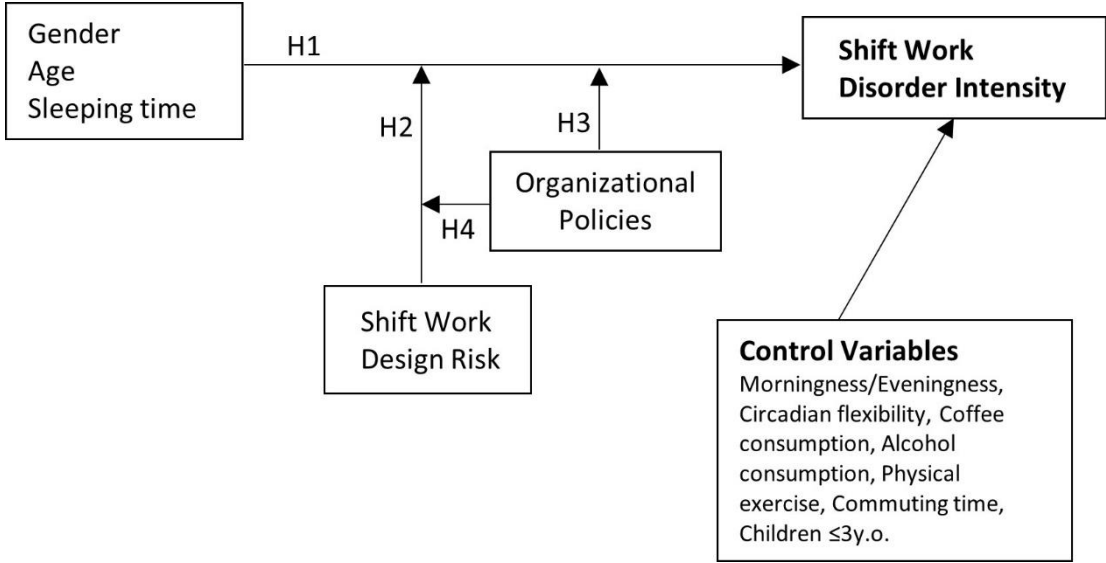 Gender
Age
Sleeping time
H1
Shift Work
Disorder Intensity
H2
H3
Organizational
Policies
H4
Shift Work
Design Risk
Control Variables
Morningness/Eveningness,
Circadian flexibility, Coffee
consumption, Alcohol
consumption, Physical
exercise, Commuting time,
Children ≤3y.o.